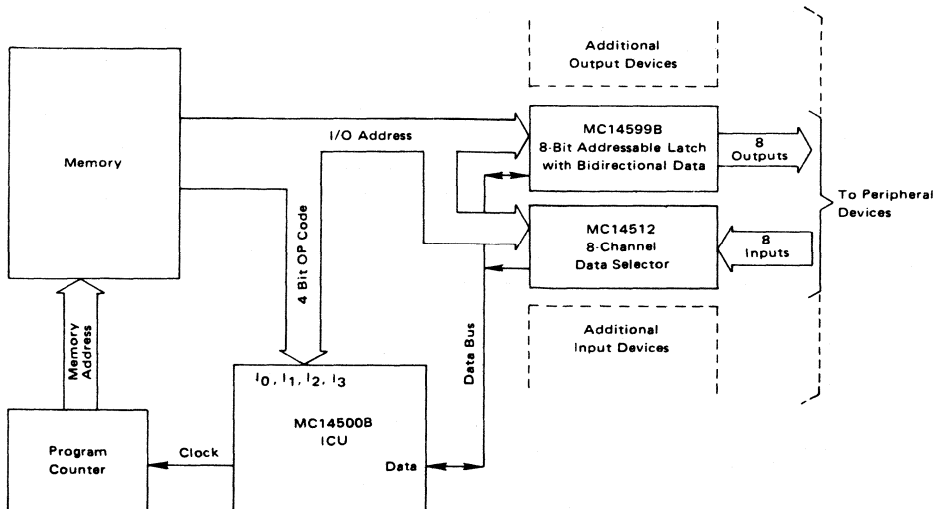 Additional
Output Devices
I/O Address
MC14599B
8-Bit Addressable Latch
with Bidirectional Data
8
Outputs
Memory
To Peripheral
Devices
MC14512
8-Channel
Data Selector
8
Inputs
4 Bit OP Code
Memory
Address
Data Bus
Additional
Input Devices
I0, I1, I2, I3
MC14500B
ICU
Program
Counter
Clock
Data